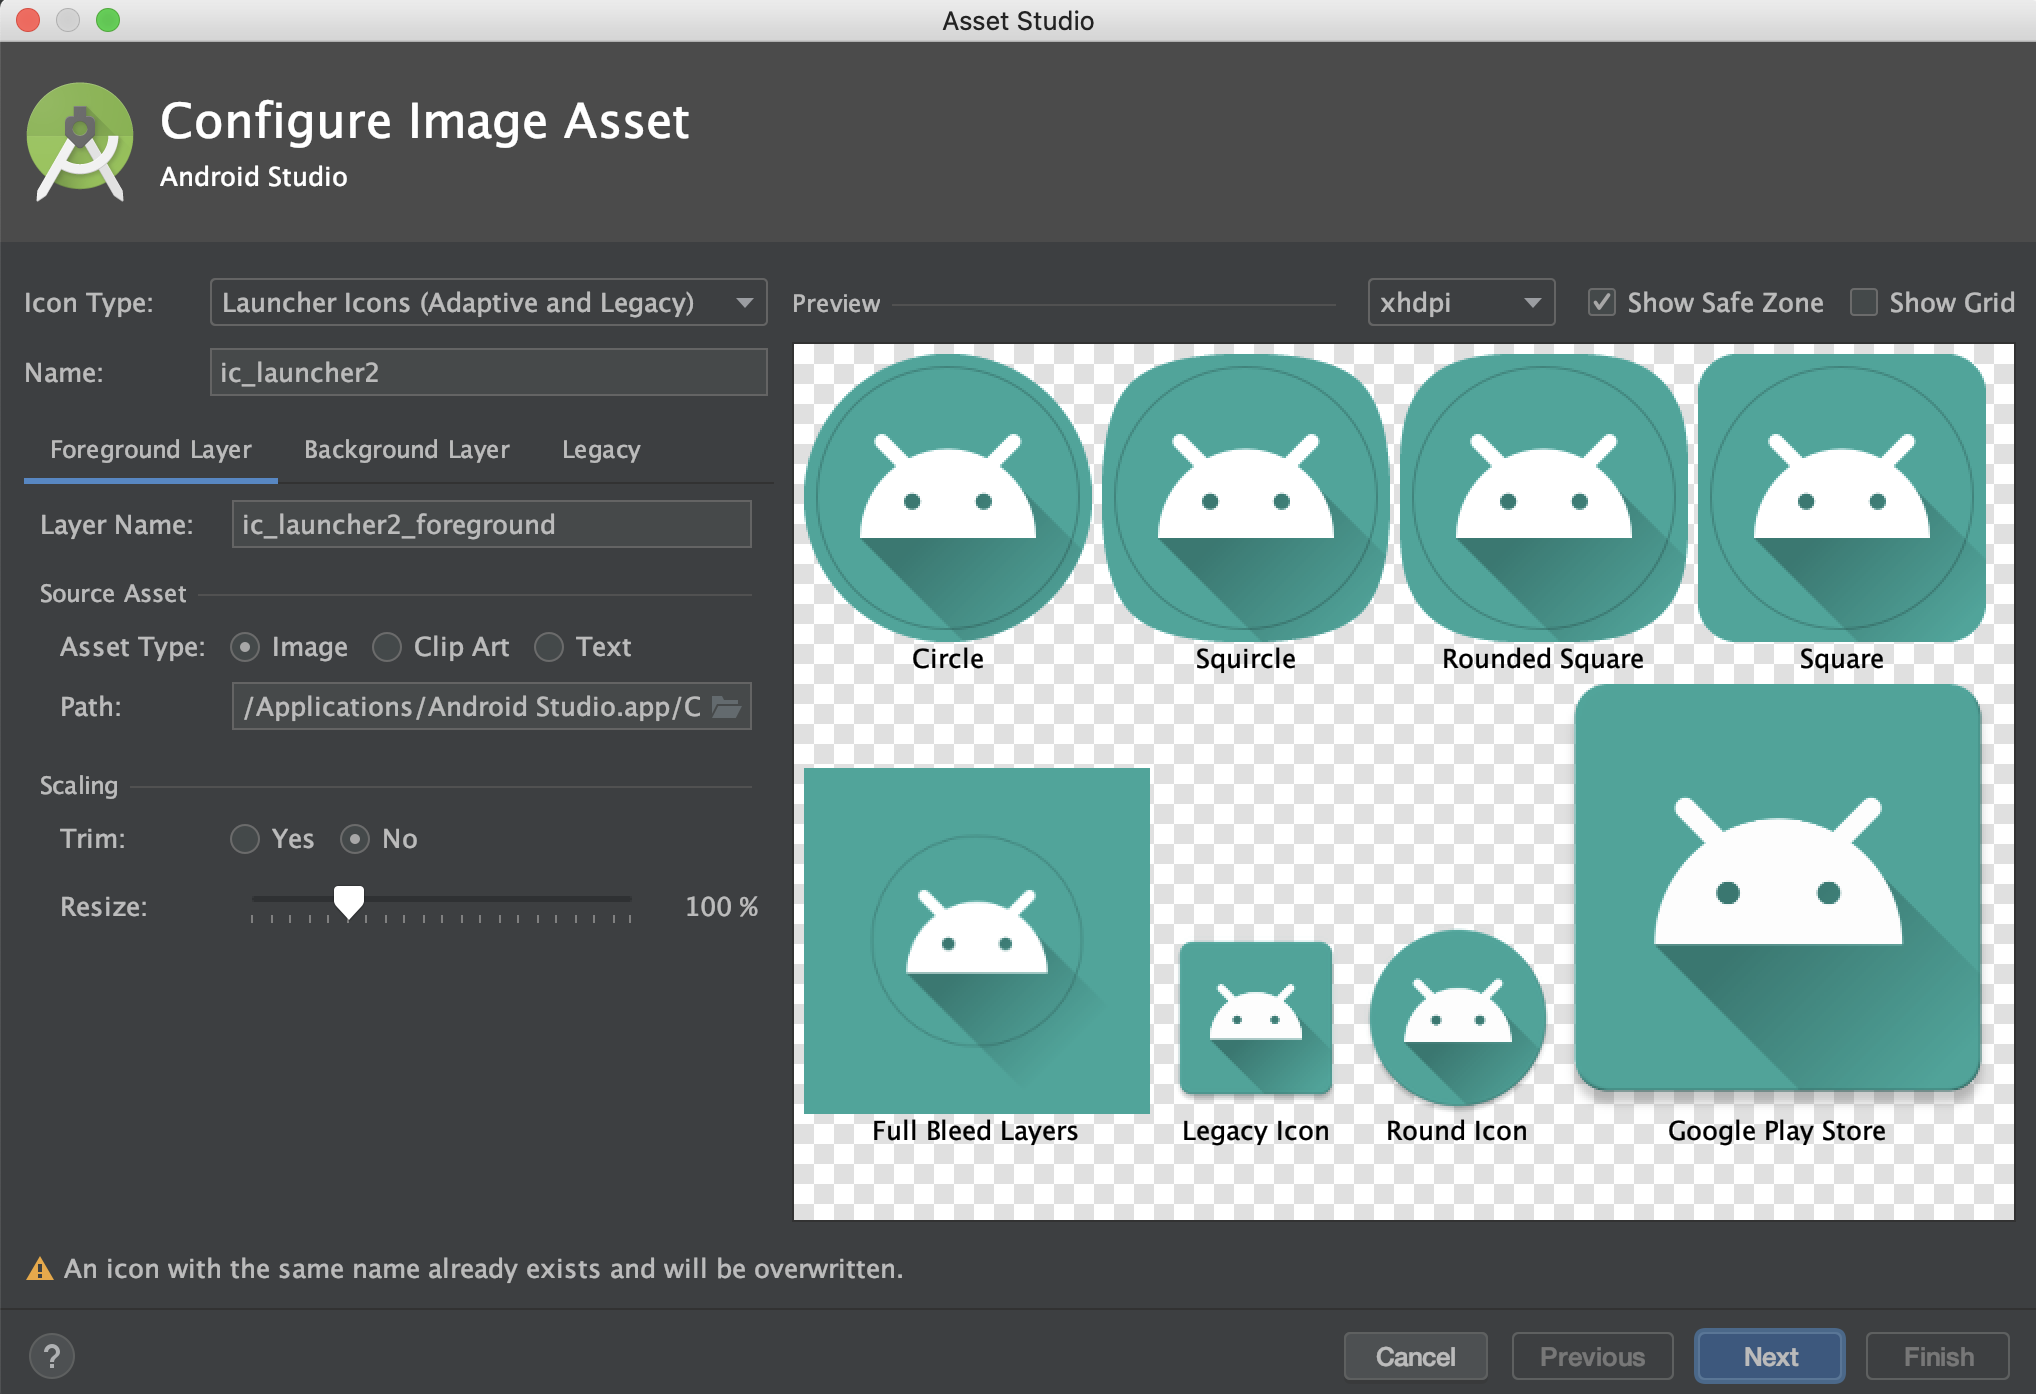 Asset Studio
Configure Image Asset
Android Studio
Icon Type: Launcher Icons (Adaptive and Legacy)
Name: ic_launcher2
Foreground Layer Background Layer Legacy
Layer Name: ic_launcher2_foreground
Source Asset
Asset Type: Image Clip Art Text
Path: /Applications/Android Studio.app/C
Scaling
Trim: Yes No
Resize: 100 %
Preview xhdpi Show Safe Zone Show Grid
Circle Squircle Rounded Square Square
Full Bleed Layers Legacy Icon Round Icon Google Play Store
An icon with the same name already exists and will be overwritten.
? Cancel Previous Next Finish